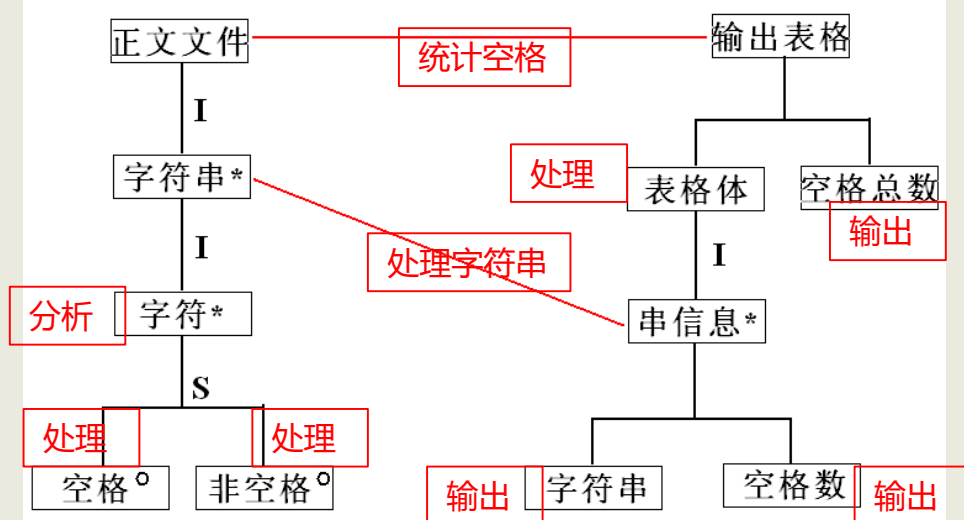 正文文件
统计空格
输出表格
I
字符串*
处理
表格体
空格总数
输出
I
处理字符串
I
分析
字符*
串信息*
S
处理
处理
空格○
非空格○
输出
字符串
空格数
输出